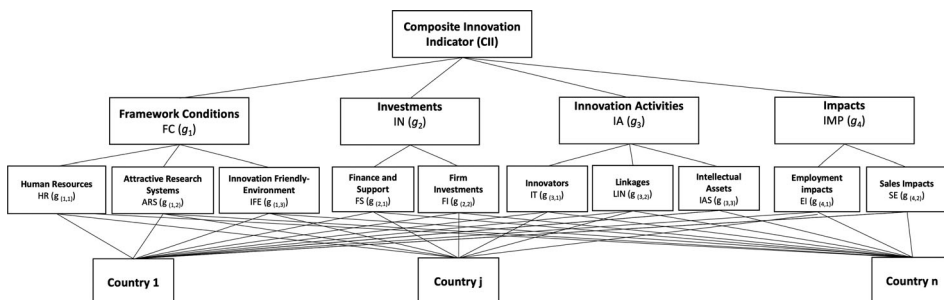 Composite Innovation
Indicator (CII)
Framework Conditions
FC (g₁)
Investments
IN (g₂)
Innovation Activities
IA (g₃)
Impacts
IMP (g₄)
Human Resources
HR (g (1,1))
Attractive Research
Systems
ARS (g (1,2))
Innovation Friendly-
Environment
IFE (g (1,3))
Finance and
Support
FS (g (2,1))
Firm
Investments
FI (g (2,2))
Innovators
IT (g (3,1))
Linkages
LIN (g (3,2))
Intellectual
Assets
IAS (g (3,3))
Employment
impacts
EI (g (4,1))
Sales Impacts
SE (g (4,2))
Country 1
Country j
Country n